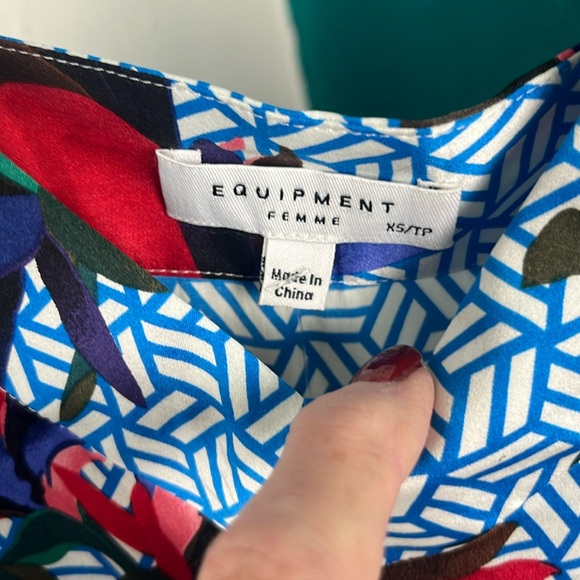 EQUIPMENT
FEMME
XS/TP
Made In
China